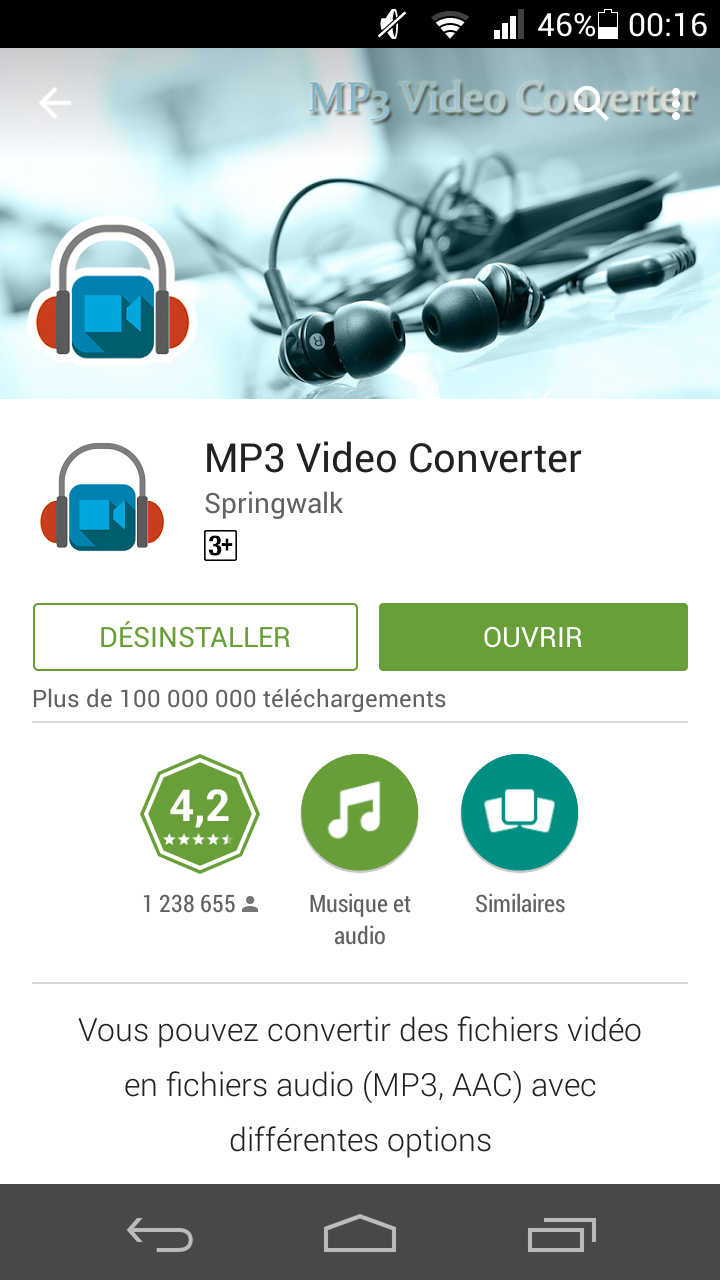 46% 00:16
MP3 Video Converter
R
MP3 Video Converter
Springwalk
3+
DÉSINSTALLER
OUVRIR
Plus de 100 000 000 téléchargements
4,2
1 238 655
Musique et
audio
Similaires
Vous pouvez convertir des fichiers vidéo
en fichiers audio (MP3, AAC) avec
différentes options